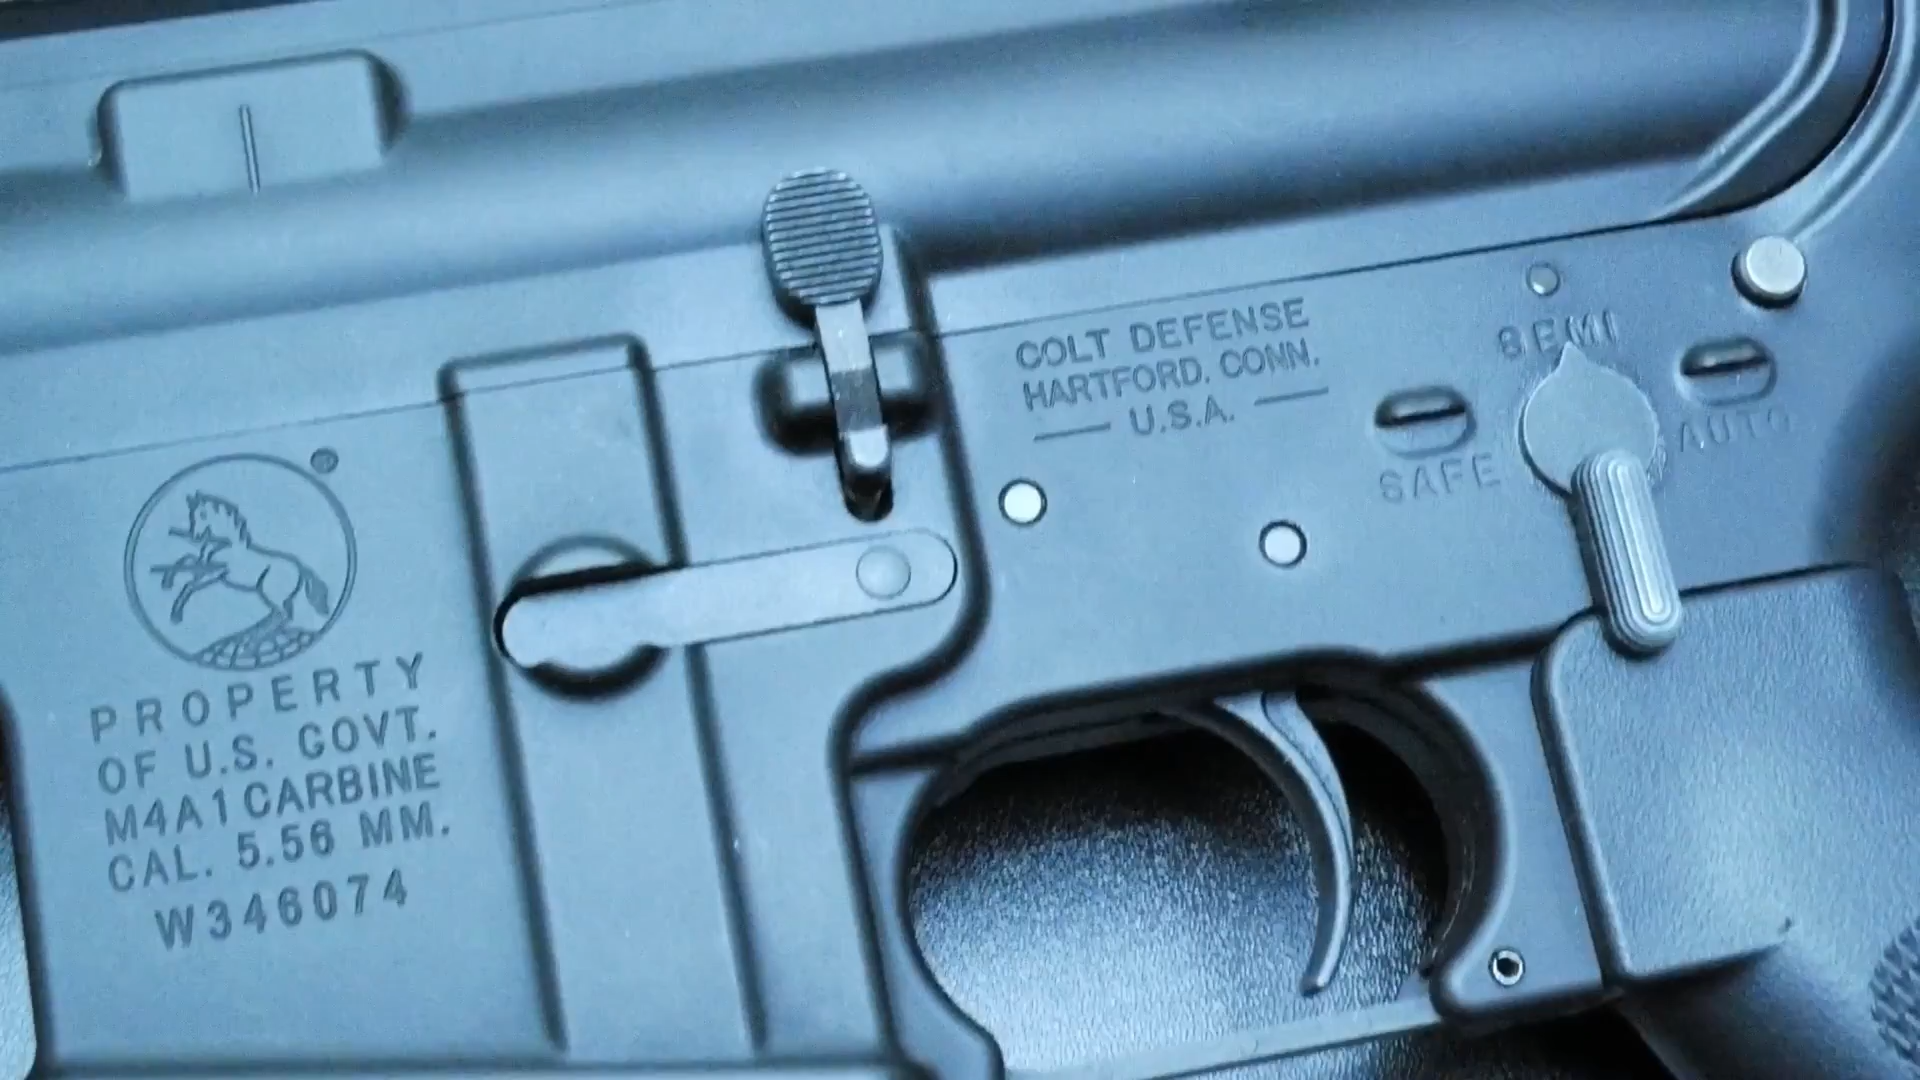 ®
PROPERTY
OF U.S. GOVT.
M4A1 CARBINE
CAL. 5.56 MM.
W346074
COLT DEFENSE
HARTFORD, CONN.
U.S.A.
SAFE
SEMI
AUTO